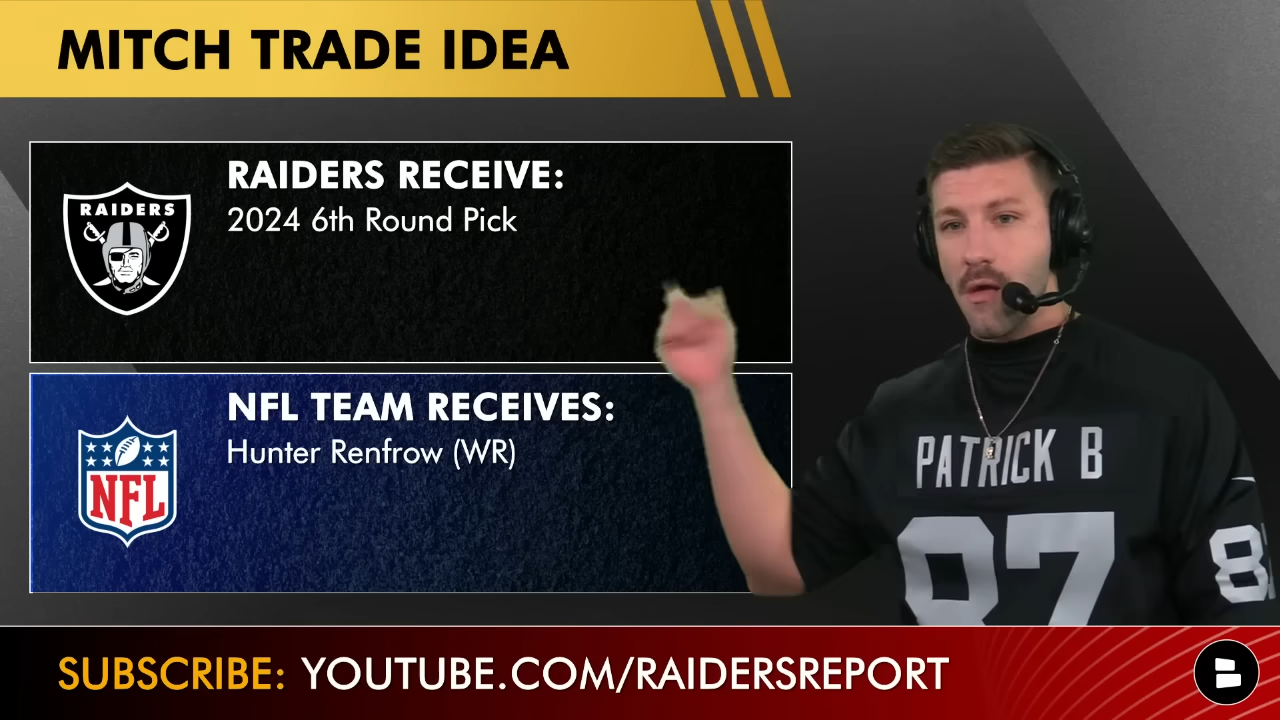 MITCH TRADE IDEA
RAIDERS RECEIVE:
2024 6th Round Pick
RAIDERS
NFL TEAM RECEIVES:
Hunter Renfrow (WR)
NFL
PATRICK B
87
8
SUBSCRIBE: YOUTUBE.COM/RAIDERSREPORT